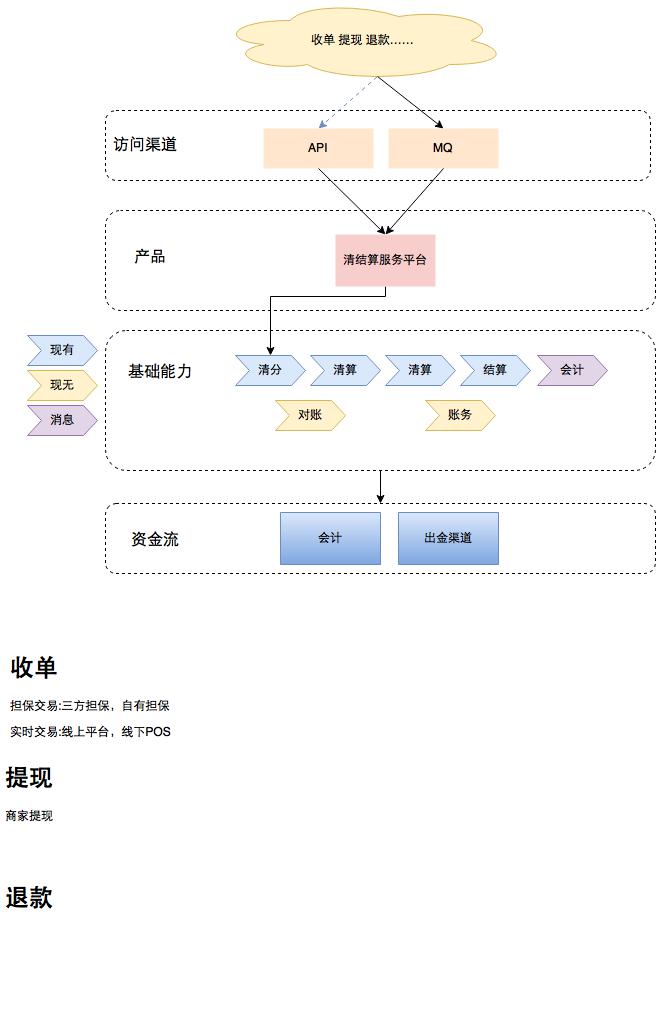 收单 提现 退款......
访问渠道
API
MQ
产品
清结算服务平台
现有
现无
消息
基础能力
清分
清算
清算
结算
会计
对账
账务
资金流
会计
出金渠道
收单
担保交易:三方担保，自有担保
实时交易:线上平台，线下POS
提现
商家提现
退款